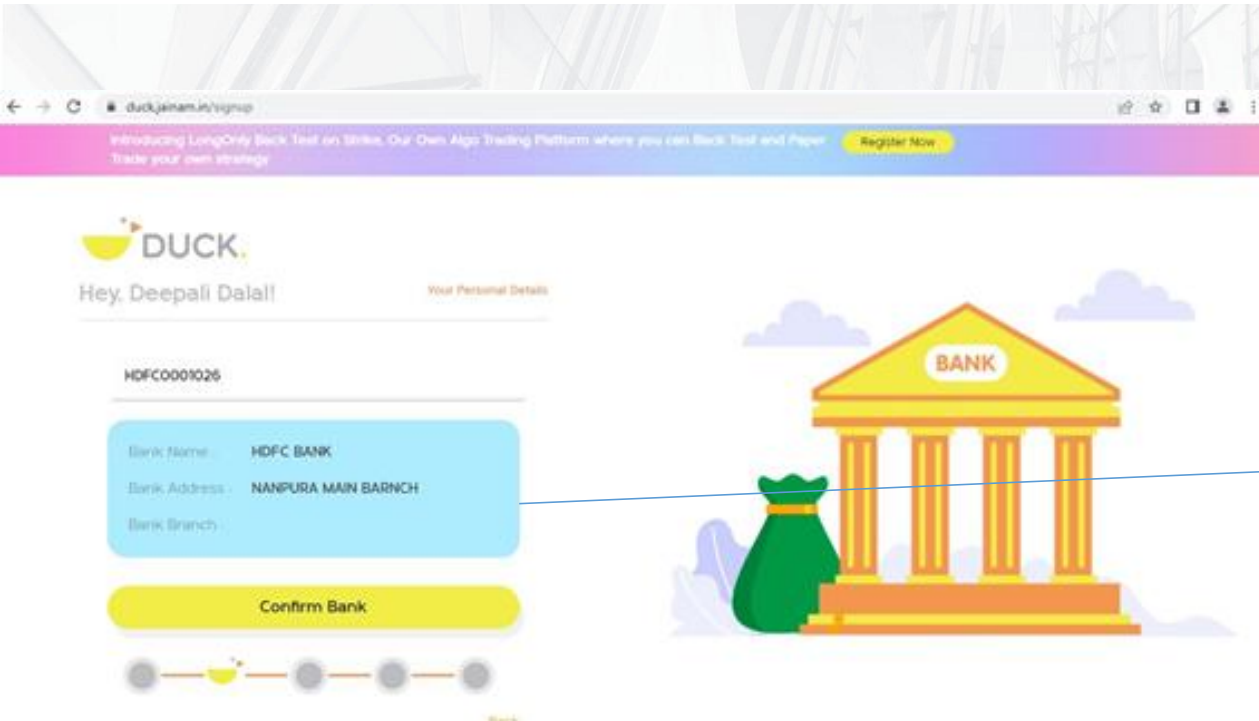 duck.jainam.in/signup
Introducing LongOnly Back Test on Strike, Our Own Algo Trading Platform where you can Back Test and Paper
Trade your own strategy
Register Now
DUCK.
Hey, Deepali Dalal!
Your Personal Details
HDFC0001026
Bank Name :
HDFC BANK
Bank Address :
NANPURA MAIN BARNCH
Bank Branch :
Confirm Bank
BANK